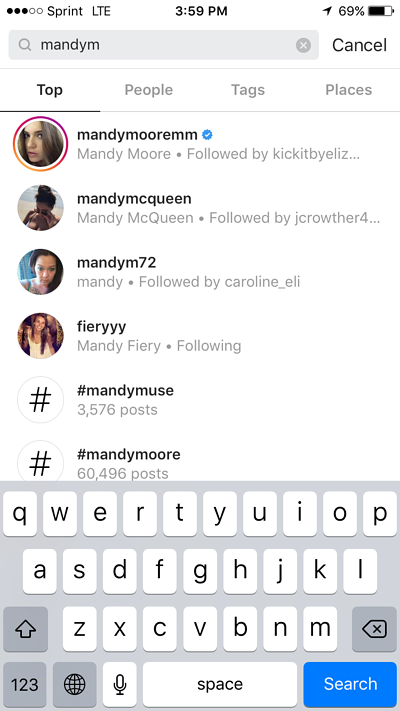 Sprint LTE 3:59 PM 69%
mandym Cancel
Top People Tags Places
mandymooremm
Mandy Moore • Followed by kickitbyeliz...
mandymcqueen
Mandy McQueen • Followed by jcrowther4...
mandym72
mandy • Followed by caroline_eli
fieryyy
Mandy Fiery • Following
# #mandymuse
3,576 posts
# #mandymoore
60,496 posts
q w e r t y u i o p
a s d f g h j k l
z x c v b n m
123 space Search